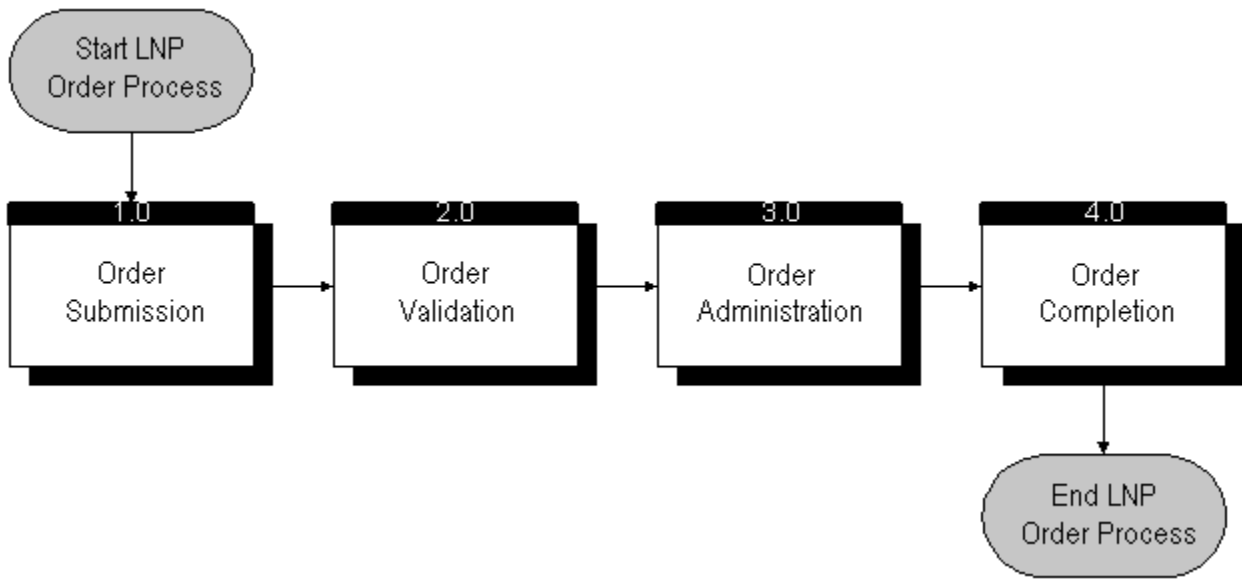 Start LNP
Order Process
1.0
Order
Submission
2.0
Order
Validation
3.0
Order
Administration
4.0
Order
Completion
End LNP
Order Process